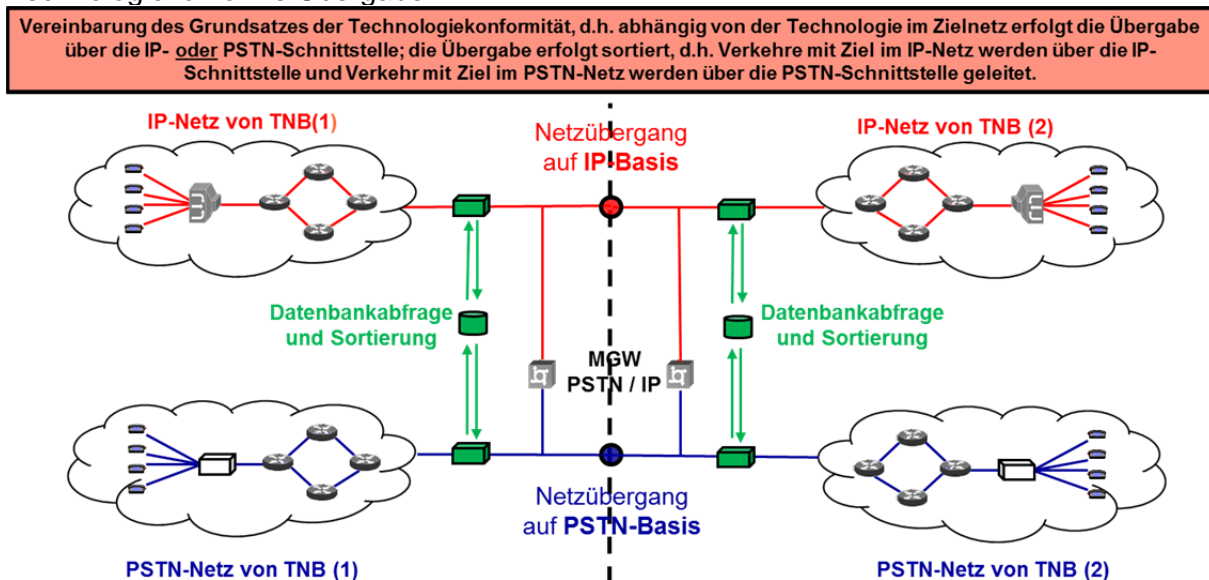 Vereinbarung des Grundsatzes der Technologiekonformität, d.h. abhängig von der Technologie im Zielnetz erfolgt die Übergabe
über die IP- oder PSTN-Schnittstelle; die Übergabe erfolgt sortiert, d.h. Verkehre mit Ziel im IP-Netz werden über die IP-
Schnittstelle und Verkehr mit Ziel im PSTN-Netz werden über die PSTN-Schnittstelle geleitet.
IP-Netz von TNB(1)
Netzübergang
auf IP-Basis
IP-Netz von TNB (2)
Datenbankabfrage
und Sortierung
MGW
PSTN / IP
Datenbankabfrage
und Sortierung
Netzübergang
auf PSTN-Basis
PSTN-Netz von TNB (1)
PSTN-Netz von TNB (2)